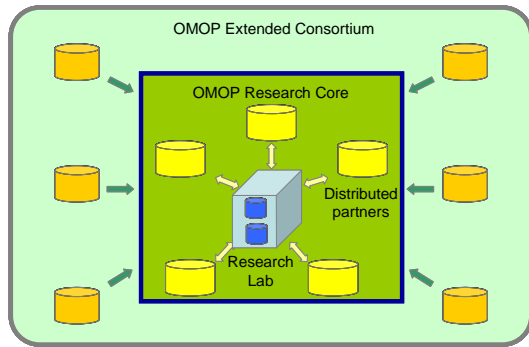 OMOP Extended Consortium
OMOP Research Core
Distributed
partners
Research
Lab